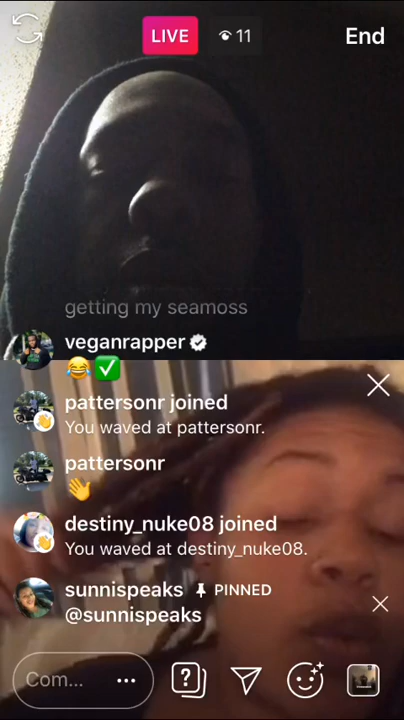 LIVE
11
End
getting my seamoss
veganrapper
😂✅
pattersonr joined
You waved at pattersonr.
pattersonr
👋
destiny_nuke08 joined
You waved at destiny_nuke08.
sunnispeaks PINNED
@sunnispeaks
Com...